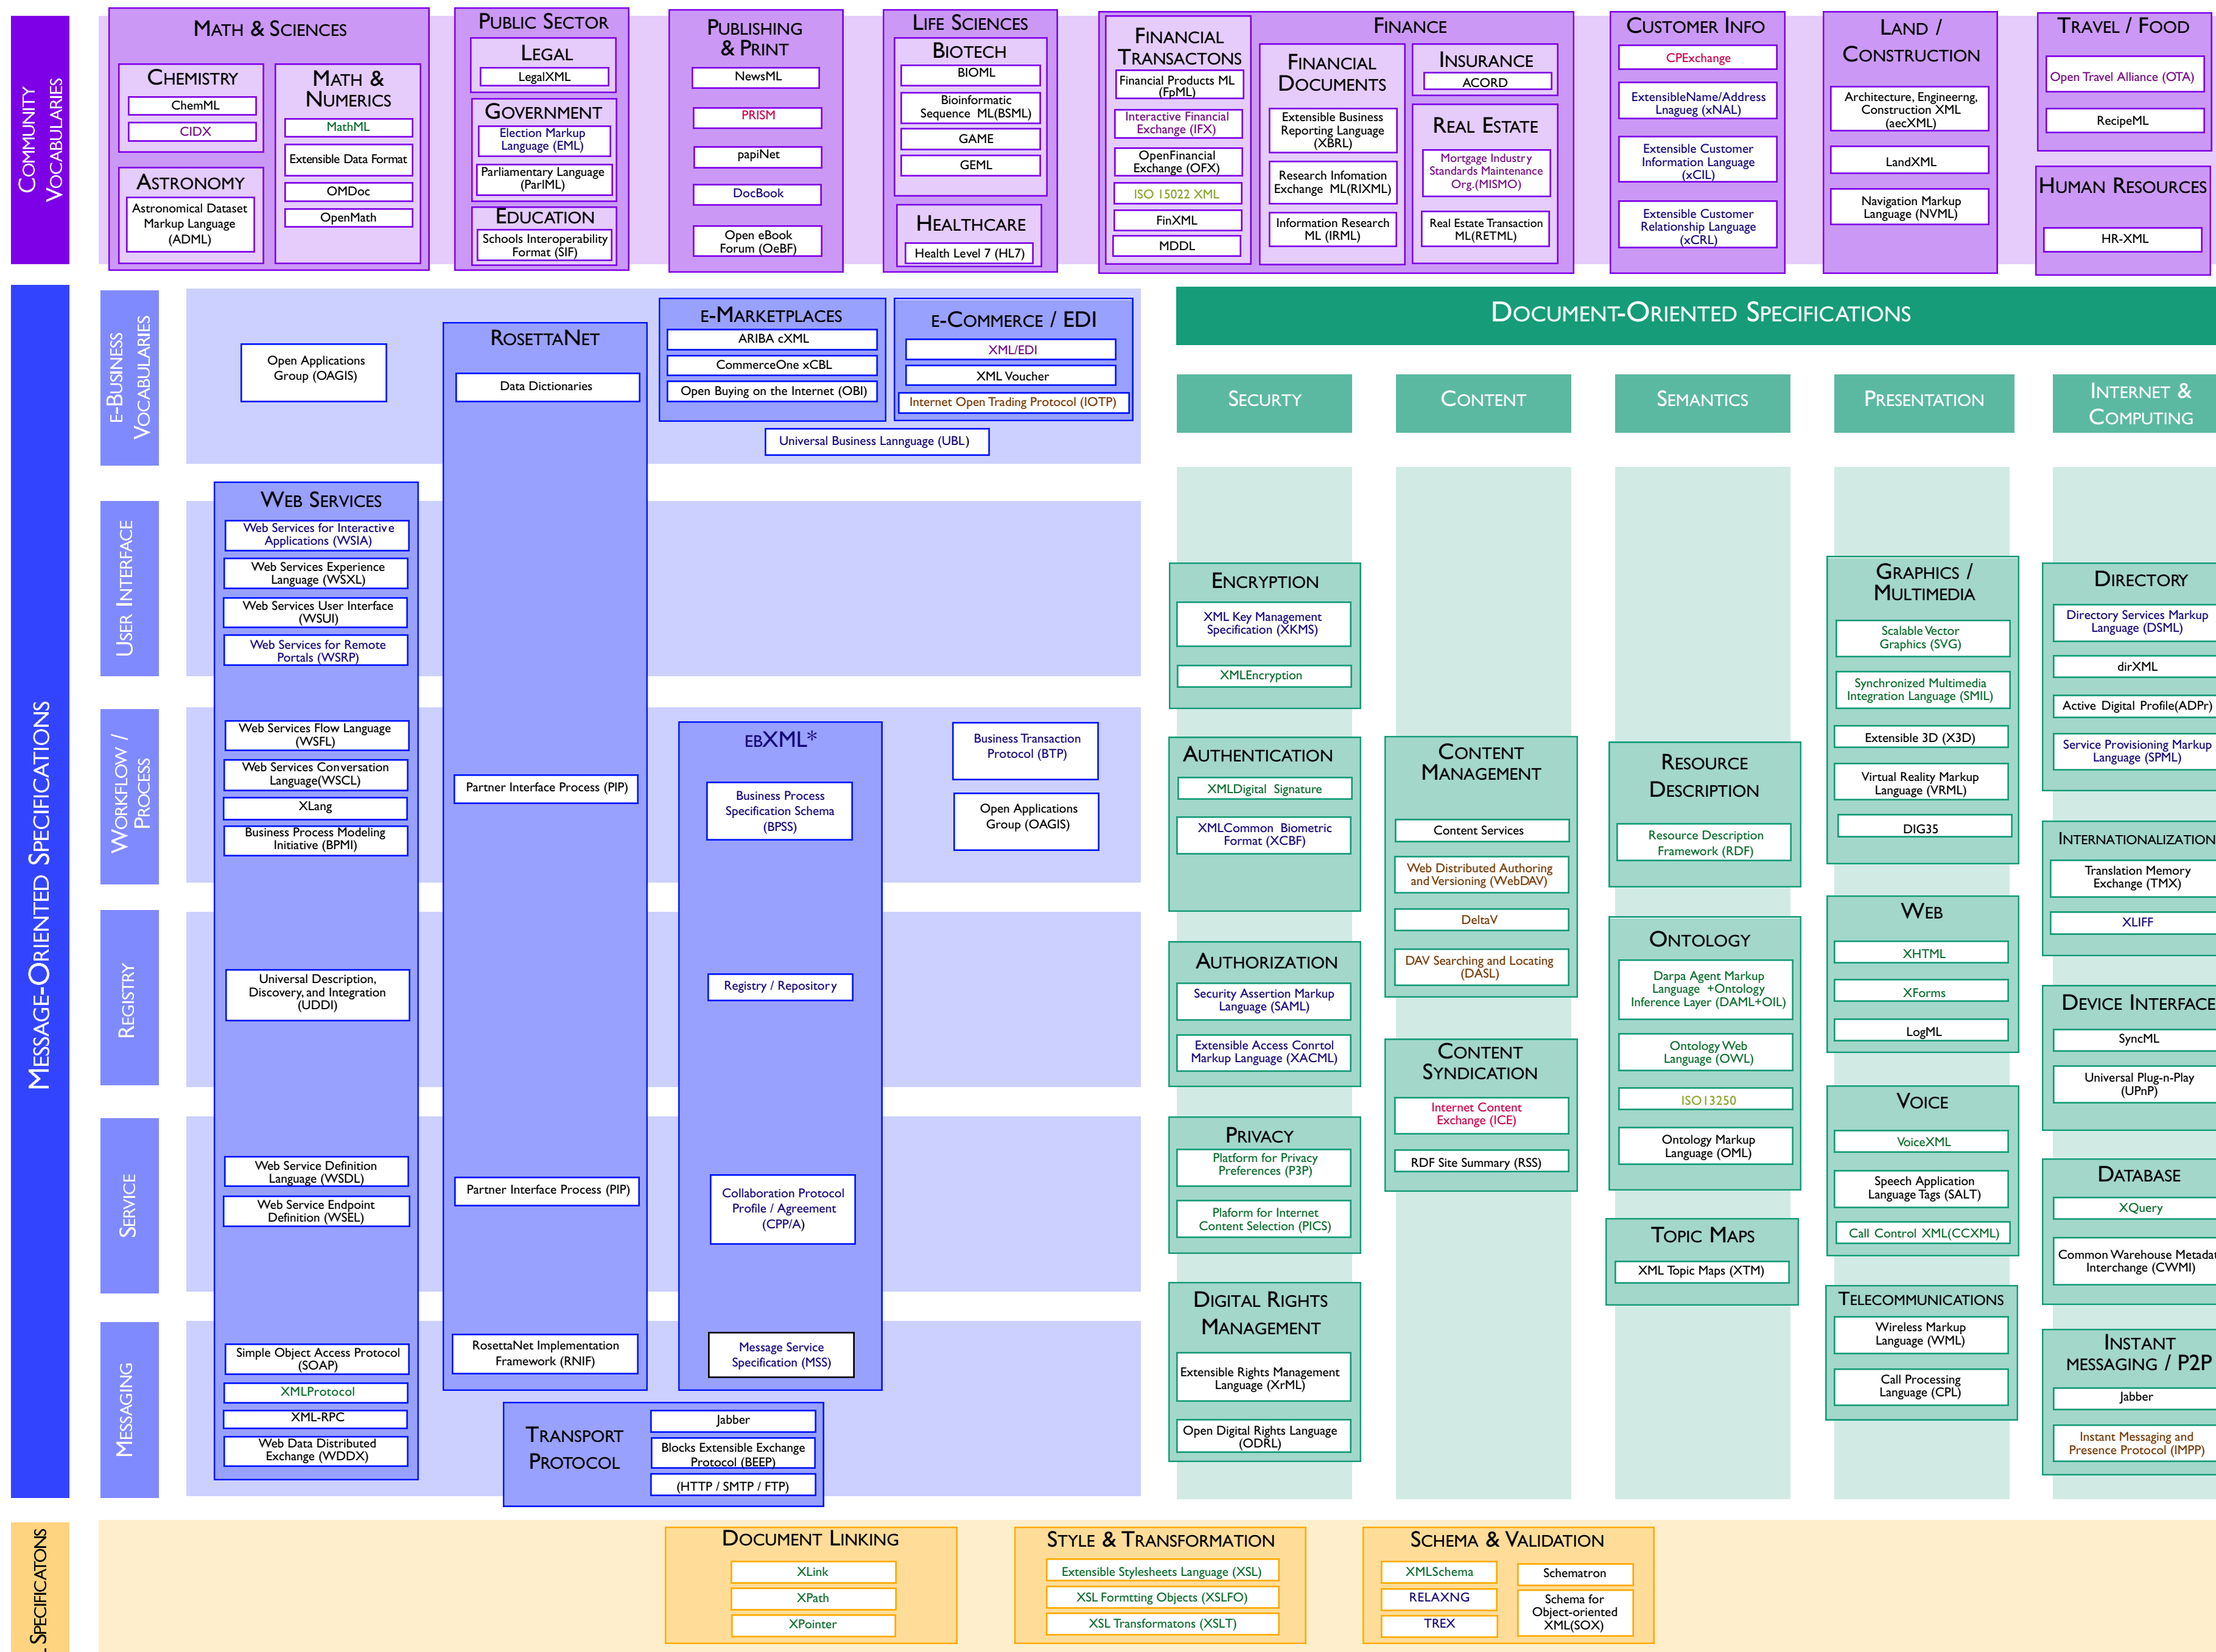 COMMUNITY
VOCABULARIES
MATH & SCIENCES
CHEMISTRY
ChemML
CIDX
ASTRONOMY
Astronomical Dataset
Markup Language
(ADML)
MATH &
NUMERICS
MathML
Extensible Data Format
OMDoc
OpenMath
PUBLIC SECTOR
LEGAL
LegalXML
GOVERNMENT
Election Markup
Language (EML)
Parliamentary Language
(ParlML)
EDUCATION
Schools Interoperability
Format (SIF)
PUBLISHING
& PRINT
NewsML
PRISM
papiNet
DocBook
Open eBook
Forum (OeBF)
LIFE SCIENCES
BIOTECH
BIOML
Bioinformatic
Sequence ML(BSML)
GAME
GEML
HEALTHCARE
Health Level 7 (HL7)
FINANCE
FINANCIAL
TRANSACTONS
Financial Products ML
(FpML)
Interactive Financial
Exchange (IFX)
OpenFinancial
Exchange (OFX)
ISO 15022 XML
FinXML
MDDL
FINANCIAL
DOCUMENTS
Extensible Business
Reporting Language
(XBRL)
Research Infomation
Exchange ML(RIXML)
Information Research
ML (IRML)
INSURANCE
ACORD
REAL ESTATE
Mortgage Industry
Standards Maintenance
Org.(MISMO)
Real Estate Transaction
ML(RETML)
CUSTOMER INFO
CPExchange
ExtensibleName/Address
Lnagueg (xNAL)
Extensible Customer
Information Language
(xCIL)
Extensible Customer
Relationship Language
(xCRL)
LAND /
CONSTRUCTION
Architecture, Engineerng,
Construction XML
(aecXML)
LandXML
Navigation Markup
Language (NVML)
TRAVEL / FOOD
Open Travel Alliance (OTA)
RecipeML
HUMAN RESOURCES
HR-XML
MESSAGE-ORIENTED SPECIFICATIONS
E-BUSINESS
VOCABULARIES
Open Applications
Group (OAGIS)
ROSETTANET
Data Dictionaries
E-MARKETPLACES
ARIBA cXML
CommerceOne xCBL
Open Buying on the Internet (OBI)
E-COMMERCE / EDI
XML/EDI
XML Voucher
Internet Open Trading Protocol (IOTP)
Universal Business Lannguage (UBL)
USER INTERFACE
WEB SERVICES
Web Services for Interactive
Applications (WSIA)
Web Services Experience
Language (WSXL)
Web Services User Interface
(WSUI)
Web Services for Remote
Portals (WSRP)
WORKFLOW /
PROCESS
Web Services Flow Language
(WSFL)
Web Services Conversation
Language(WSCL)
XLang
Business Process Modeling
Initiative (BPMI)
Partner Interface Process (PIP)
EBXML*
Business Process
Specification Schema
(BPSS)
Business Transaction
Protocol (BTP)
Open Applications
Group (OAGIS)
REGISTRY
Universal Description,
Discovery, and Integration
(UDDI)
Registry / Repository
SERVICE
Web Service Definition
Language (WSDL)
Web Service Endpoint
Definition (WSEL)
Partner Interface Process (PIP)
Collaboration Protocol
Profile / Agreement
(CPP/A)
MESSAGING
Simple Object Access Protocol
(SOAP)
XMLProtocol
XML-RPC
Web Data Distributed
Exchange (WDDX)
RosettaNet Implementation
Framework (RNIF)
Message Service
Specification (MSS)
TRANSPORT
PROTOCOL
Jabber
Blocks Extensible Exchange
Protocol (BEEP)
(HTTP / SMTP / FTP)
DOCUMENT-ORIENTED SPECIFICATIONS
SECURTY
ENCRYPTION
XML Key Management
Specification (XKMS)
XMLEncryption
AUTHENTICATION
XMLDigital Signature
XMLCommon Biometric
Format (XCBF)
AUTHORIZATION
Security Assertion Markup
Language (SAML)
Extensible Access Conrtol
Markup Language (XACML)
PRIVACY
Platform for Privacy
Preferences (P3P)
Plaform for Internet
Content Selection (PICS)
DIGITAL RIGHTS
MANAGEMENT
Extensible Rights Management
Language (XrML)
Open Digital Rights Language
(ODRL)
CONTENT
CONTENT
MANAGEMENT
Content Services
Web Distributed Authoring
and Versioning (WebDAV)
DeltaV
DAV Searching and Locating
(DASL)
CONTENT
SYNDICATION
Internet Content
Exchange (ICE)
RDF Site Summary (RSS)
SEMANTICS
RESOURCE
DESCRIPTION
Resource Description
Framework (RDF)
ONTOLOGY
Darpa Agent Markup
Language +Ontology
Inference Layer (DAML+OIL)
Ontology Web
Language (OWL)
ISO13250
Ontology Markup
Language (OML)
TOPIC MAPS
XML Topic Maps (XTM)
PRESENTATION
GRAPHICS /
MULTIMEDIA
Scalable Vector
Graphics (SVG)
Synchronized Multimedia
Integration Language (SMIL)
Extensible 3D (X3D)
Virtual Reality Markup
Language (VRML)
DIG35
WEB
XHTML
XForms
LogML
VOICE
VoiceXML
Speech Application
Language Tags (SALT)
Call Control XML(CCXML)
TELECOMMUNICATIONS
Wireless Markup
Language (WML)
Call Processing
Language (CPL)
INTERNET &
COMPUTING
DIRECTORY
Directory Services Markup
Language (DSML)
dirXML
Active Digital Profile(ADPr)
Service Provisioning Markup
Language (SPML)
INTERNATIONALIZATION
Translation Memory
Exchange (TMX)
XLIFF
DEVICE INTERFACE
SyncML
Universal Plug-n-Play
(UPnP)
DATABASE
XQuery
Common Warehouse Metadat
Interchange (CWMI)
INSTANT
MESSAGING / P2P
Jabber
Instant Messaging and
Presence Protocol (IMPP)
SPECIFICATONS
DOCUMENT LINKING
XLink
XPath
XPointer
STYLE & TRANSFORMATION
Extensible Stylesheets Language (XSL)
XSL Formtting Objects (XSLFO)
XSL Transformatons (XSLT)
SCHEMA & VALIDATION
XMLSchema
RELAXNG
TREX
Schematron
Schema for
Object-oriented
XML(SOX)